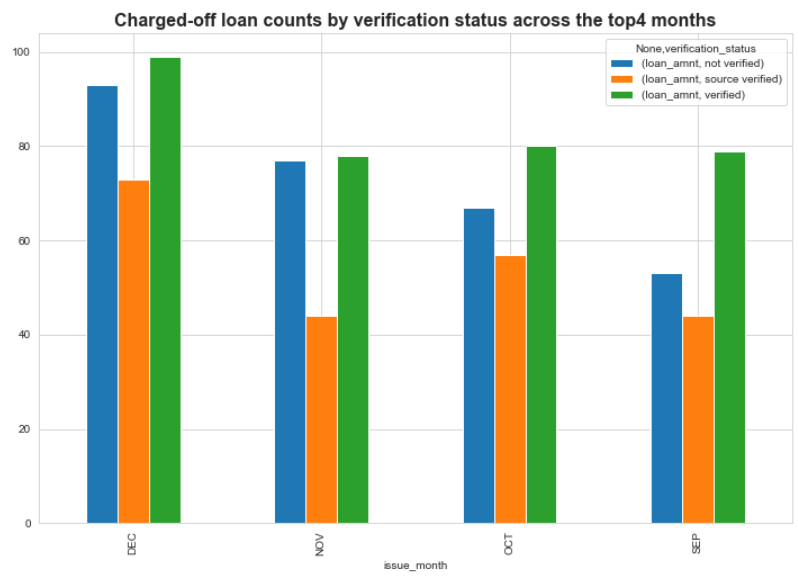 Charged-off loan counts by verification status across the top4 months
None,verification_status
(loan_amnt, not verified)
(loan_amnt, source verified)
(loan_amnt, verified)
100
80
60
40
20
0
DEC
NOV
OCT
SEP
issue_month